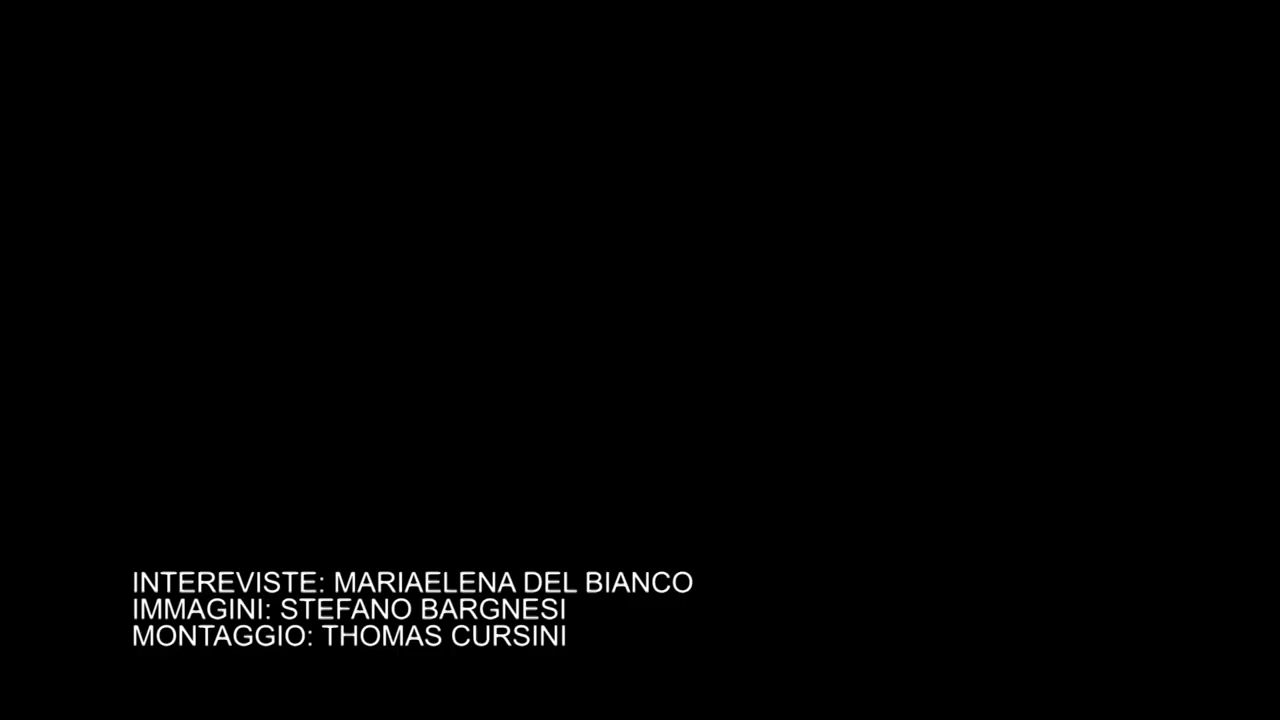 INTEREVISTE: MARIAELENA DEL BIANCO
IMMAGINI: STEFANO BARGNESI
MONTAGGIO: THOMAS CURSINI